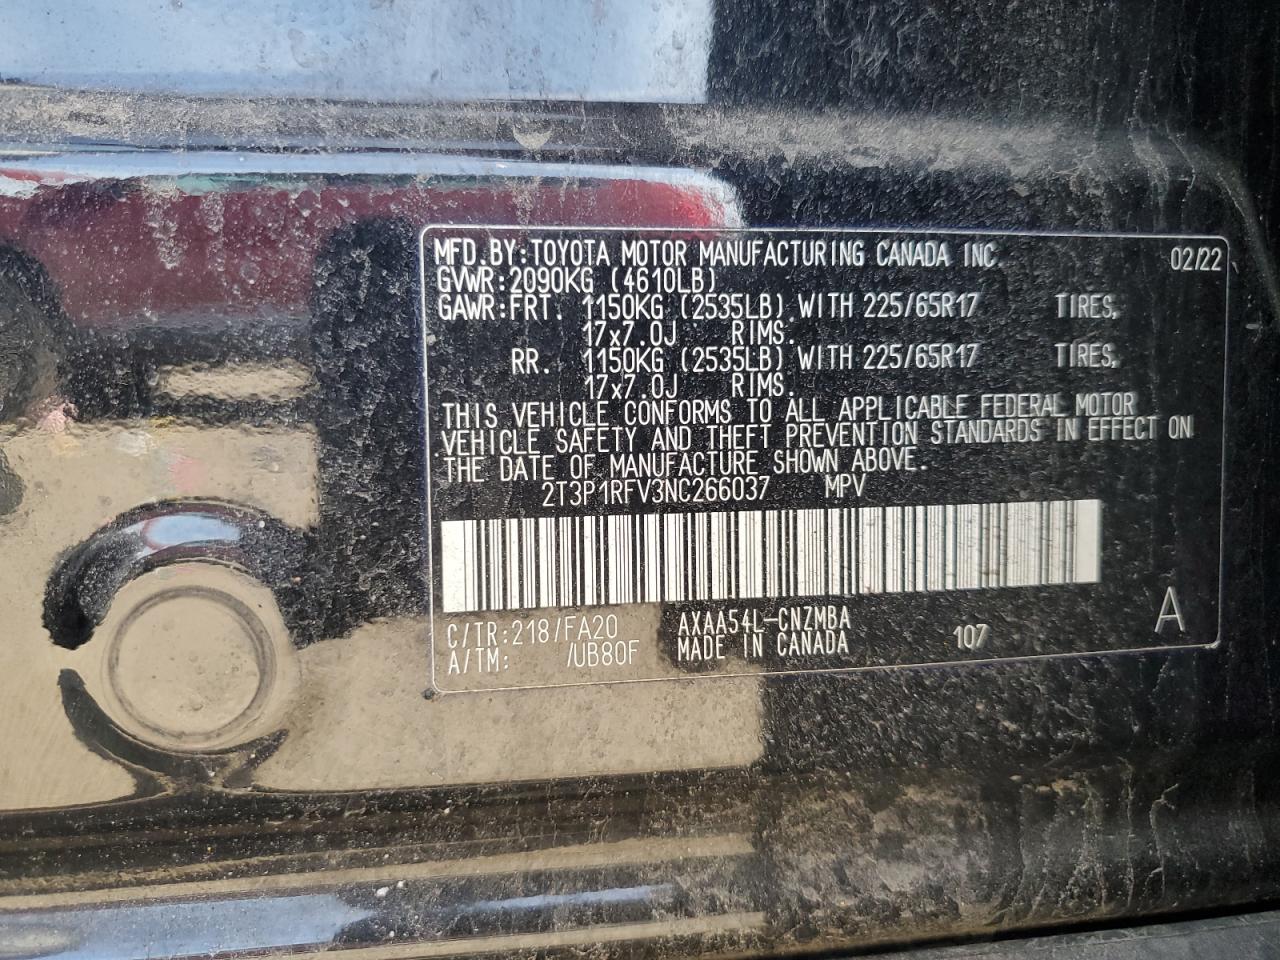 MFD.BY:TOYOTA MOTOR MANUFACTURING CANADA INC. 02/22
GVWR:2090KG (4610LB)
GAWR:FRT. 1150KG (2535LB) WITH 225/65R17 TIRES,
17x7.0J RIMS.
RR. 1150KG (2535LB) WITH 225/65R17 TIRES,
17x7.0J RIMS.
THIS VEHICLE CONFORMS TO ALL APPLICABLE FEDERAL MOTOR
VEHICLE SAFETY AND THEFT PREVENTION STANDARDS IN EFFECT ON
THE DATE OF MANUFACTURE SHOWN ABOVE.
2T3P1RFV3NC266037 MPV
C/TR:218/FA20 AXAA54L-CNZMBA
A/TM: /UB80F MADE IN CANADA 107 A